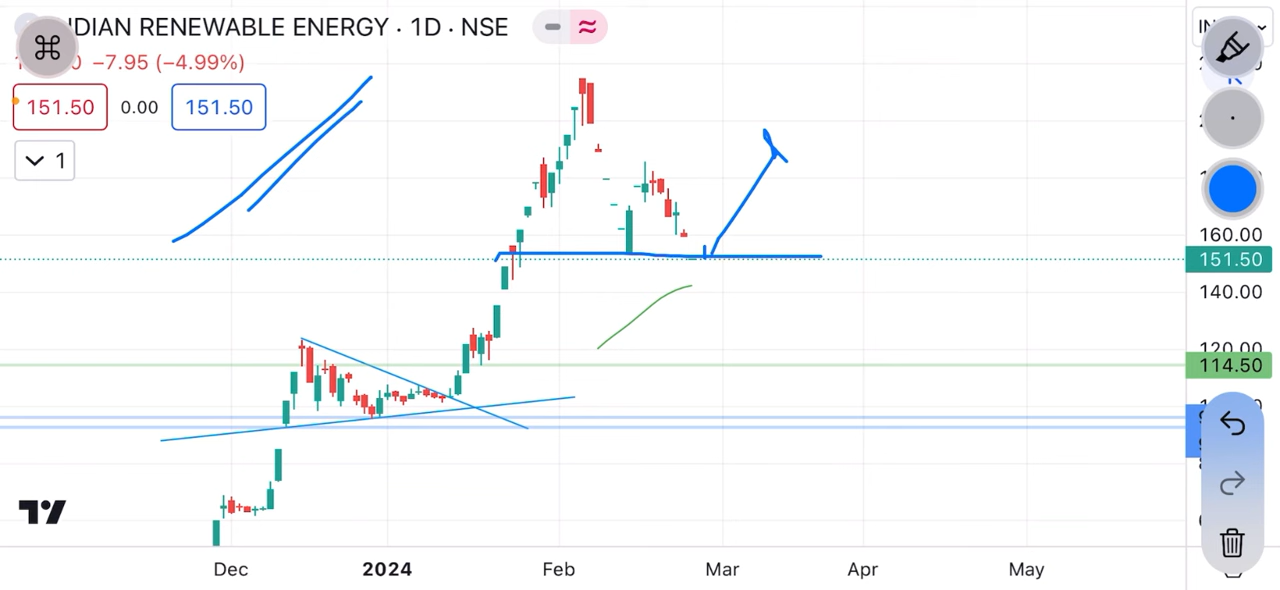 DIAN RENEWABLE ENERGY · 1D · NSE
−7.95 (−4.99%)
151.50 0.00 151.50
1
160.00
151.50
140.00
120.00
114.50
Dec 2024 Feb Mar Apr May